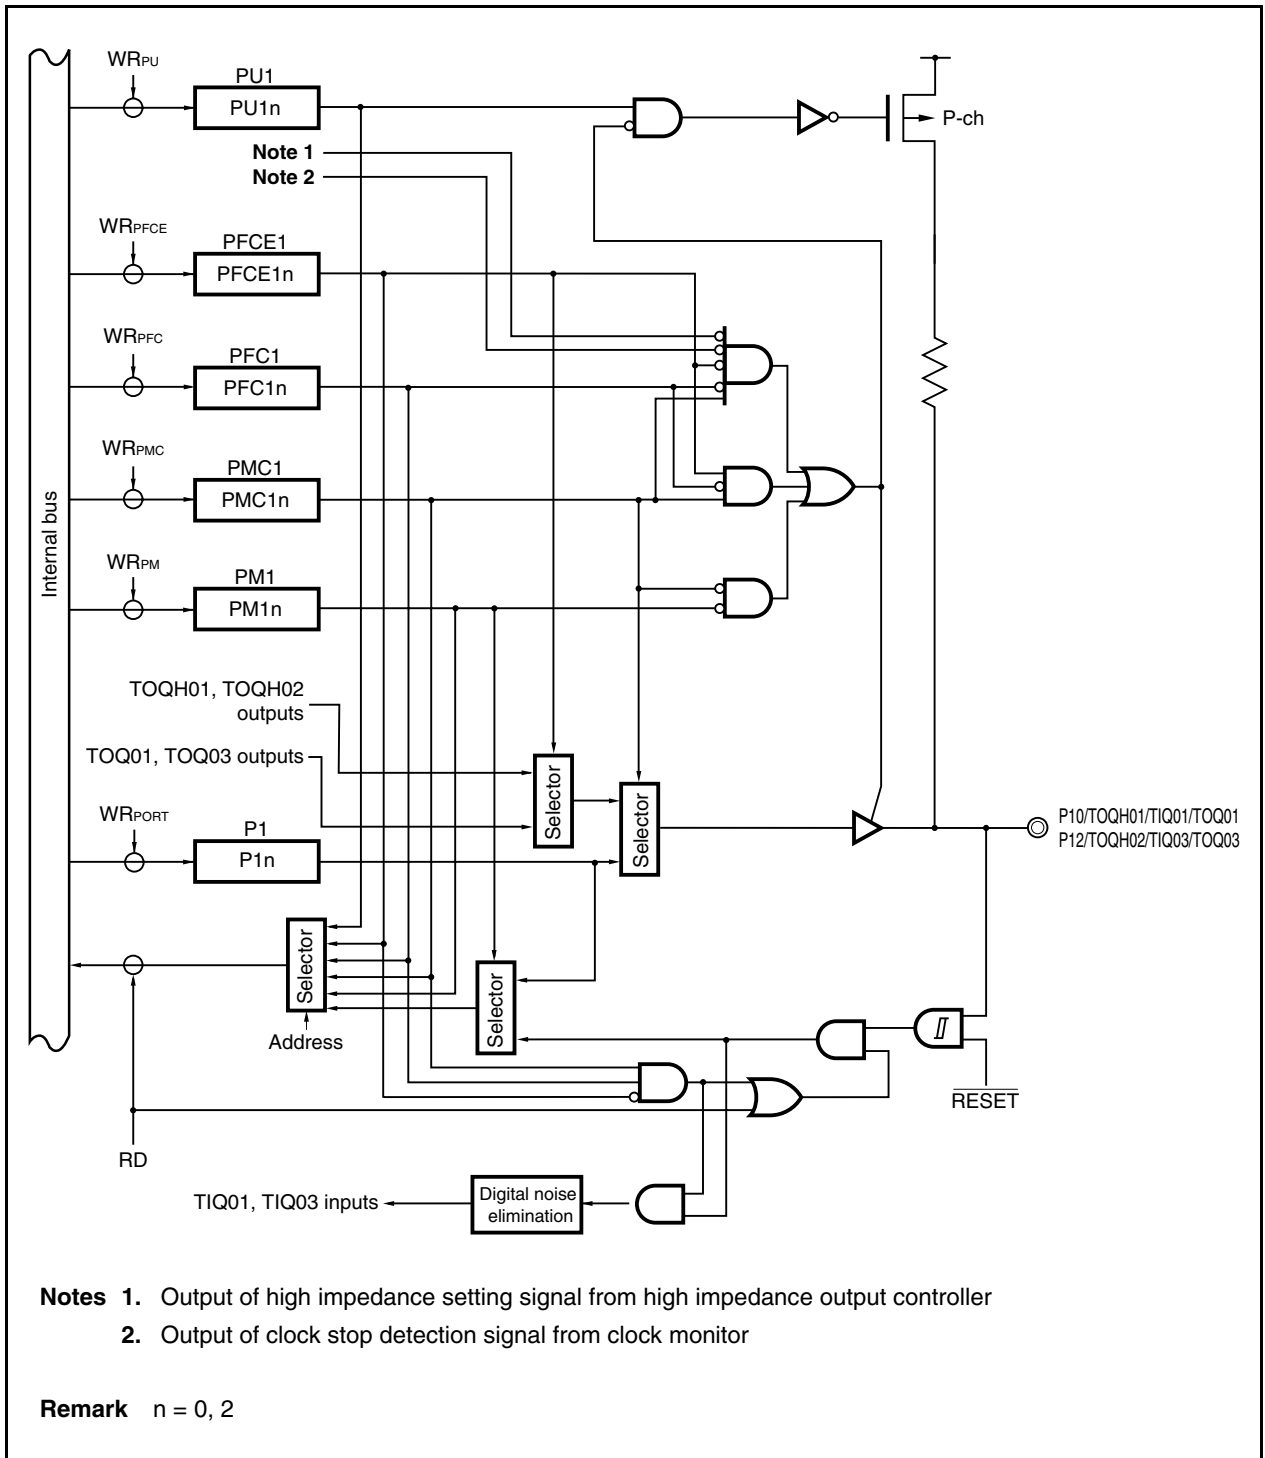 WRPU
PU1
PU1n
P-ch
Note 1
Note 2
WRPFCE
PFCE1
PFCE1n
WRPFC
PFC1
PFC1n
WRPMC
PMC1
PMC1n
Internal bus
WRPM
PM1
PM1n
TOQH01, TOQH02
outputs
TOQ01, TOQ03 outputs
Selector
Selector
WRPORT
P1
P1n
P10/TOQH01/TIQ01/TOQ01
P12/TOQH02/TIQ03/TOQ03
Selector
Selector
Address
RESET
RD
TIQ01, TIQ03 inputs
Digital noise
elimination
Notes 1. Output of high impedance setting signal from high impedance output controller
2. Output of clock stop detection signal from clock monitor
Remark n = 0, 2